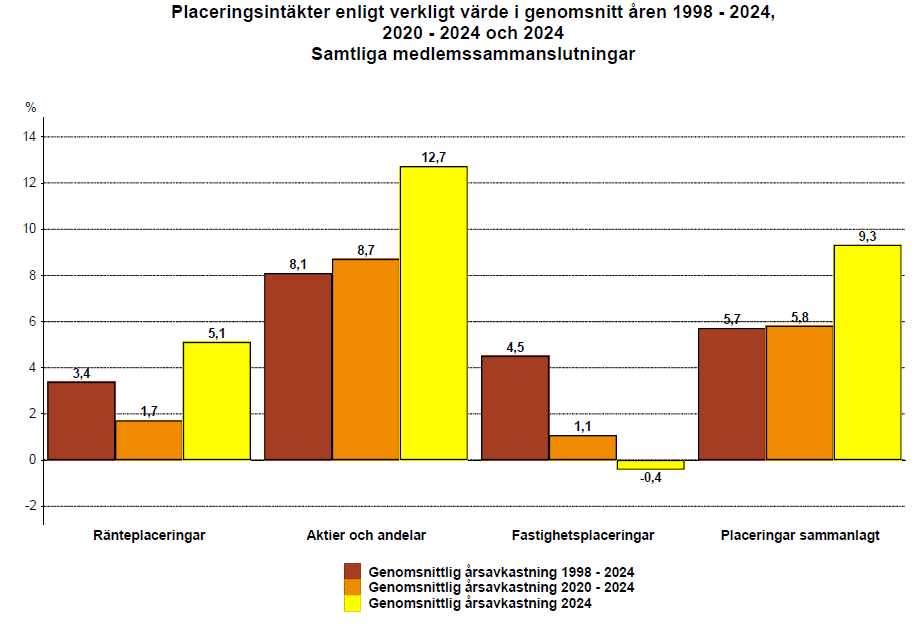 Placeringsintäkter enligt verkligt värde i genomsnitt åren 1998 - 2024,
2020 - 2024 och 2024
Samtliga medlemssammanslutningar
%
14
12
10
8
6
4
2
0
-2
3,4
1,7
5,1
8,1
8,7
12,7
4,5
1,1
-0,4
5,7
5,8
9,3
Ränteplaceringar
Aktier och andelar
Fastighetsplaceringar
Placeringar sammanlagt
Genomsnittlig årsavkastning 1998 - 2024
Genomsnittlig årsavkastning 2020 - 2024
Genomsnittlig årsavkastning 2024